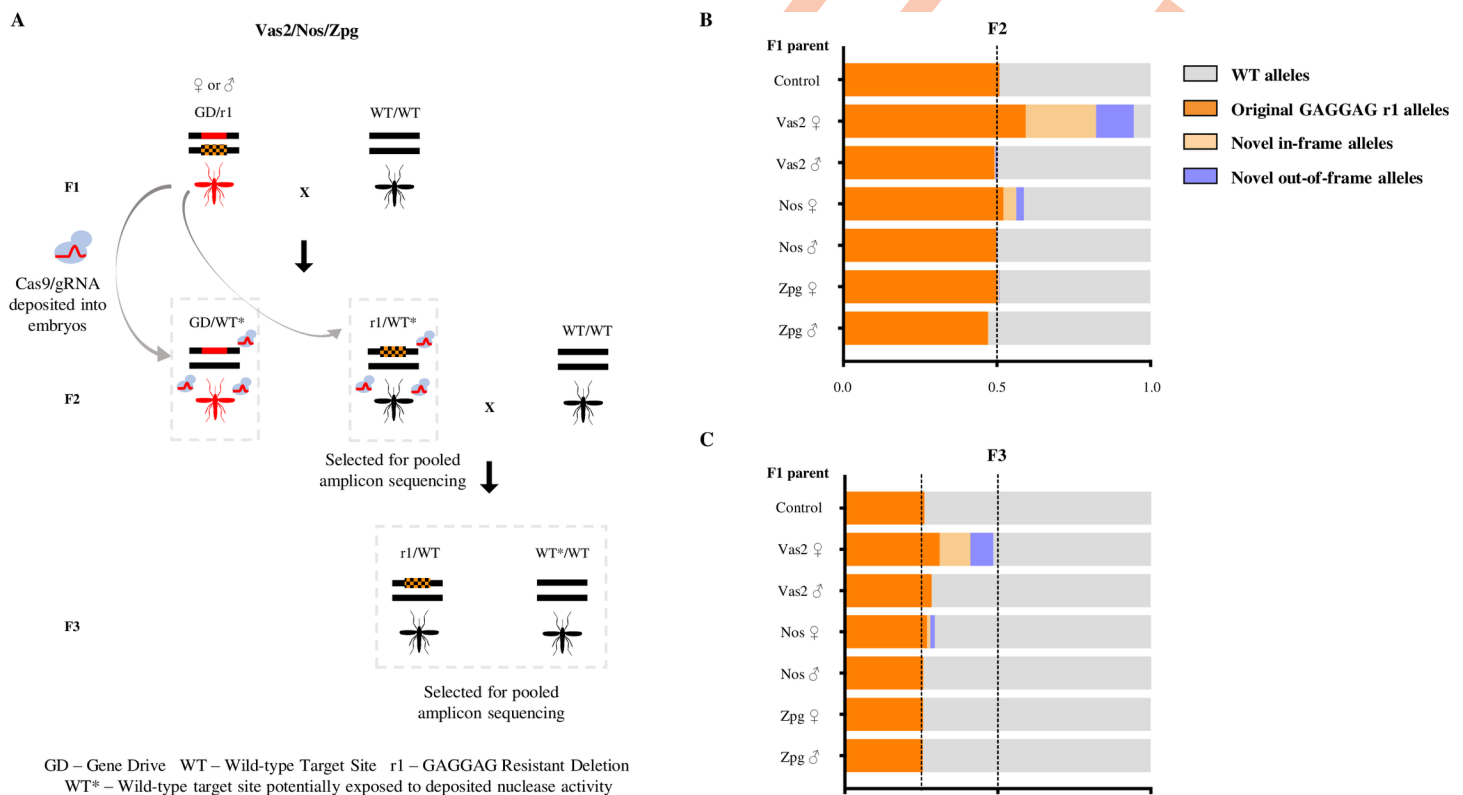 A
Vas2/Nos/Zpg
♀ or ♂
GD/r1
WT/WT
F1
X
Cas9/gRNA
deposited into
embryos
GD/WT*
r1/WT*
WT/WT
F2
X
Selected for pooled
amplicon sequencing
r1/WT
WT*/WT
F3
Selected for pooled
amplicon sequencing
GD – Gene Drive WT – Wild-type Target Site r1 – GAGGAG Resistant Deletion
WT* – Wild-type target site potentially exposed to deposited nuclease activity
B
F2
F1 parent
Control
Vas2 ♀
Vas2 ♂
Nos ♀
Nos ♂
Zpg ♀
Zpg ♂
0.0 0.5 1.0
WT alleles
Original GAGGAG r1 alleles
Novel in-frame alleles
Novel out-of-frame alleles
C
F3
F1 parent
Control
Vas2 ♀
Vas2 ♂
Nos ♀
Nos ♂
Zpg ♀
Zpg ♂